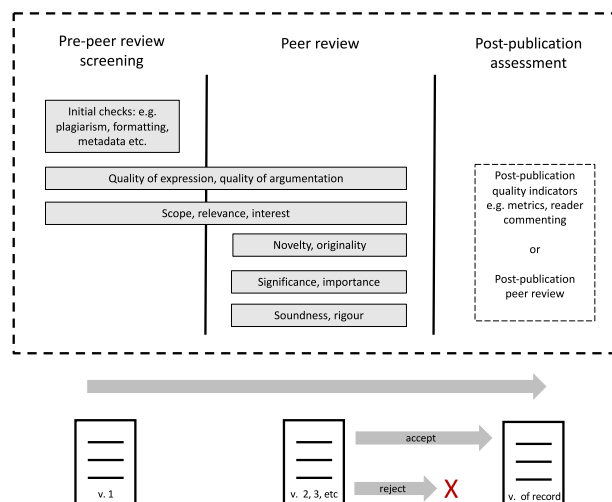 Pre-peer review
screening
Peer review
Post-publication
assessment
Initial checks: e.g.
plagiarism, formatting,
metadata etc.
Quality of expression, quality of argumentation
Scope, relevance, interest
Novelty, originality
Significance, importance
Soundness, rigour
Post-publication
quality indicators
e.g. metrics, reader
commenting
or
Post-publication
peer review
accept
reject
X
v. 1
v. 2, 3, etc
v. of record